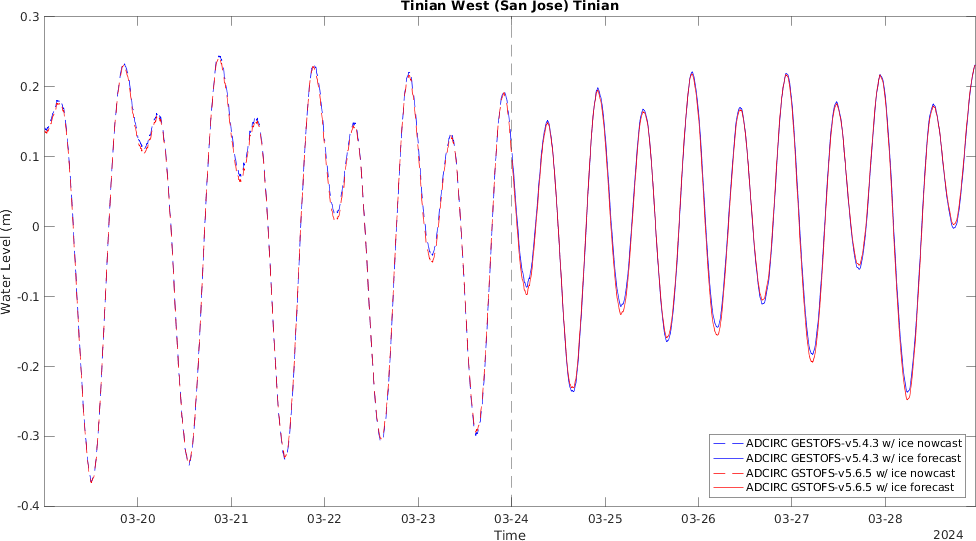 Tinian West (San Jose) Tinian
0.3
0.2
0.1
0
-0.1
-0.2
-0.3
-0.4
Water Level (m)
ADCIRC GESTOFS-v5.4.3 w/ ice nowcast
ADCIRC GESTOFS-v5.4.3 w/ ice forecast
ADCIRC GSTOFS-v5.6.5 w/ ice nowcast
ADCIRC GSTOFS-v5.6.5 w/ ice forecast
03-20 03-21 03-22 03-23 03-24 03-25 03-26 03-27 03-28
Time
2024